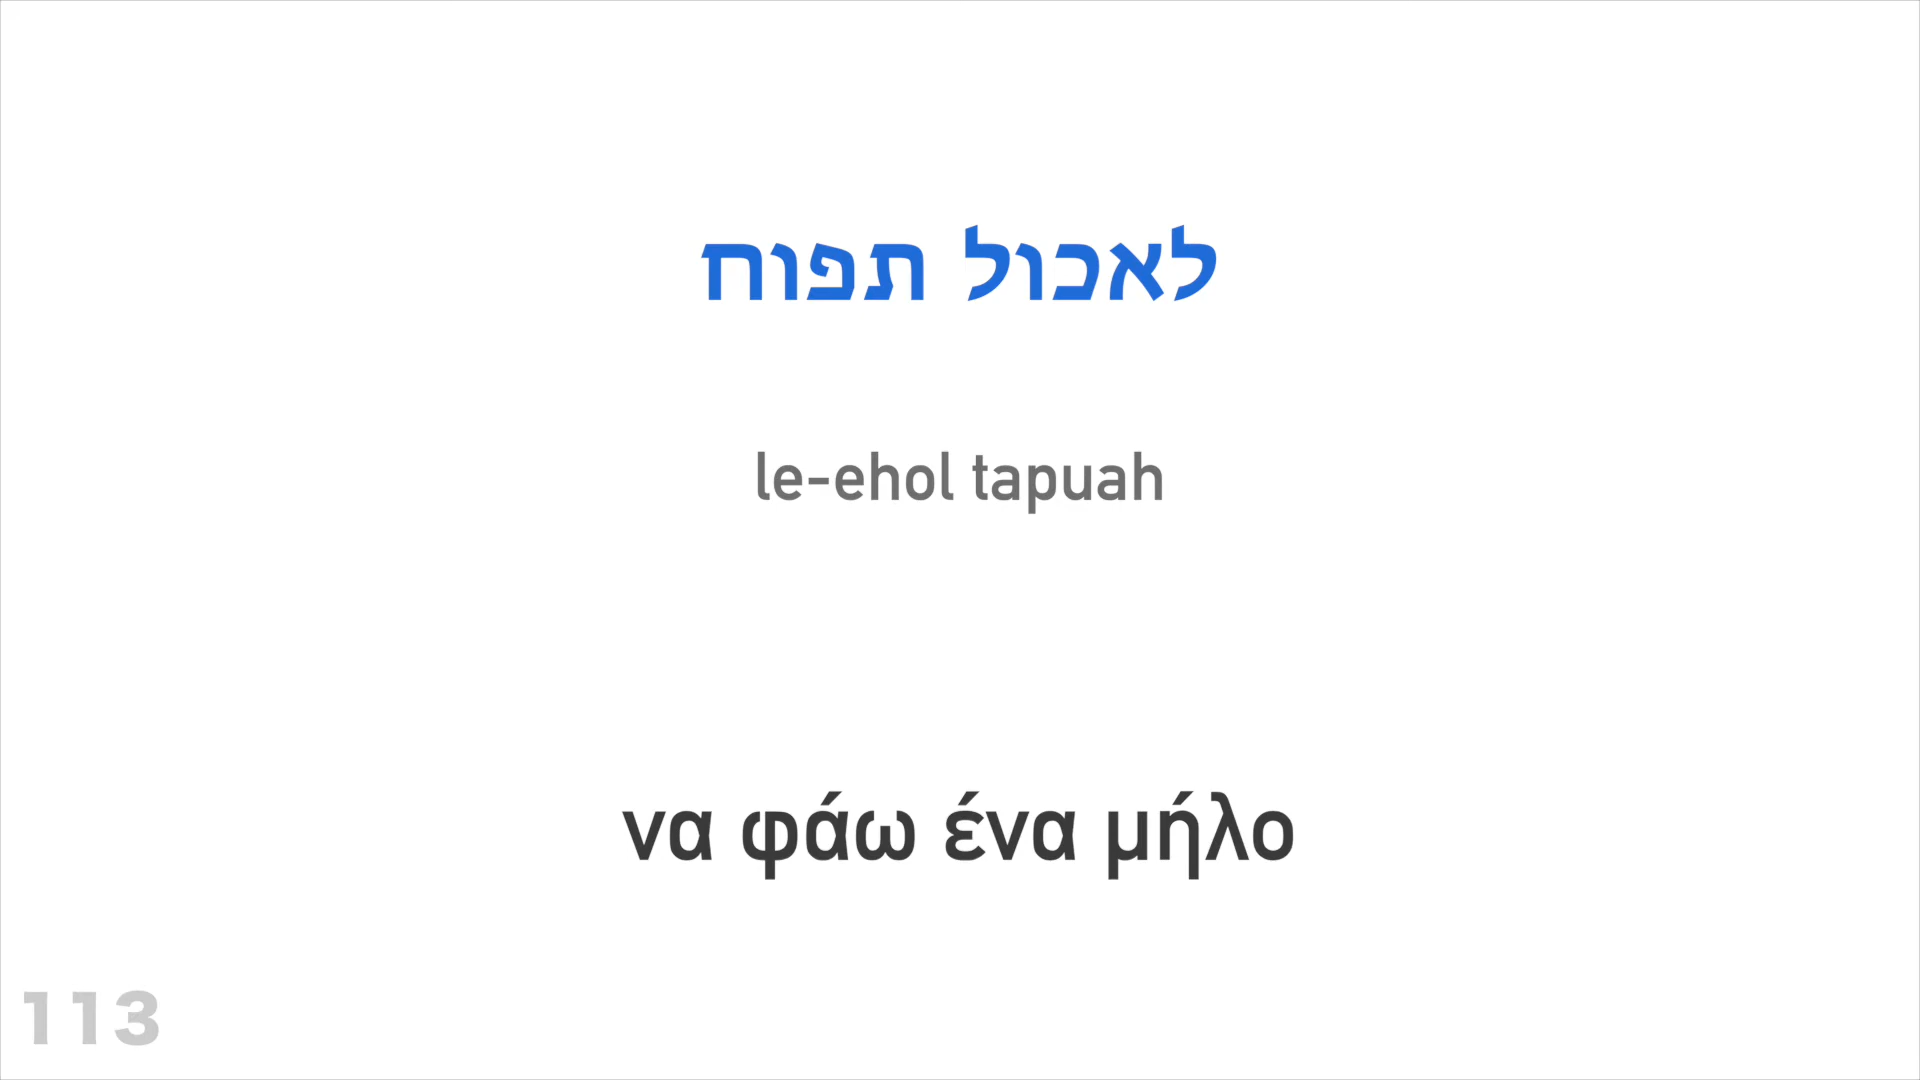 לאכול תפוח
le-ehol tapuah
να φάω ένα μήλο
113